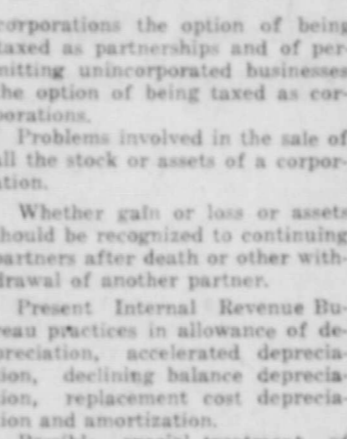 corporations the option of being
taxed as partnerships and of per-
mitting unincorporated businesses
the option of being taxed as cor-
porations.
Problems involved in the sale of
all the stock or assets of a corpor-
ation.
Whether gain or loss or assets
should be recognized to continuing
partners after death or other with-
drawal of another partner.
Present Internal Revenue Bu-
reau practices in allowance of de-
preciation, accelerated deprecia-
tion, declining balance deprecia-
tion, replacement cost deprecia-
tion and amortization.